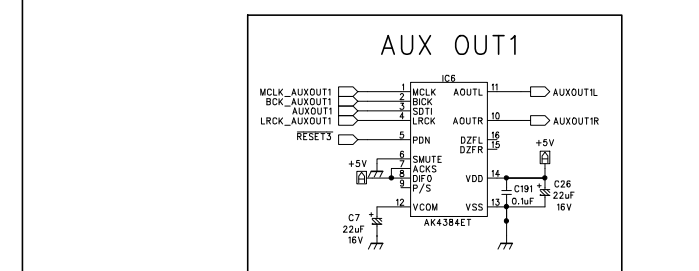 AUX OUT1
IC6
MCLK_AUXOUT1 1 MCLK AOUTL 11 AUXOUT1L
BCK_AUXOUT1 2 BICK
AUXOUT1 3 SDTI
LRCK_AUXOUT1 4 LRCK AOUTR 10 AUXOUT1R
RESET3 5 PDN DZFL 16
DZFR 15
+5V
6 SMUTE
+5V 7 ACKS
8 DIF0 VDD 14
9 P/S
C191 C26
0.1uF 22uF
16V
12 VCOM VSS 13
AK4384ET
C7
22uF
16V
+ +